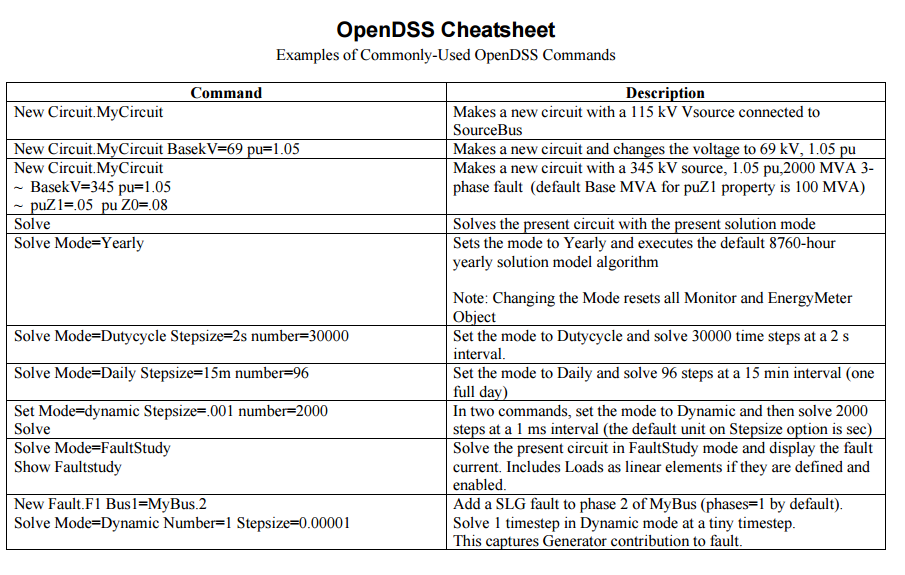 OpenDSS Cheatsheet
Examples of Commonly-Used OpenDSS Commands
Command
Description
New Circuit.MyCircuit
Makes a new circuit with a 115 kV Vsource connected to
SourceBus
New Circuit.MyCircuit BasekV=69 pu=1.05
Makes a new circuit and changes the voltage to 69 kV, 1.05 pu
New Circuit.MyCircuit
~ BasekV=345 pu=1.05
~ puZ1=.05 pu Z0=.08
Makes a new circuit with a 345 kV source, 1.05 pu,2000 MVA 3-
phase fault (default Base MVA for puZ1 property is 100 MVA)
Solve
Solves the present circuit with the present solution mode
Solve Mode=Yearly
Sets the mode to Yearly and executes the default 8760-hour
yearly solution model algorithm
Note: Changing the Mode resets all Monitor and EnergyMeter
Object
Solve Mode=Dutycycle Stepsize=2s number=30000
Set the mode to Dutycycle and solve 30000 time steps at a 2 s
interval.
Solve Mode=Daily Stepsize=15m number=96
Set the mode to Daily and solve 96 steps at a 15 min interval (one
full day)
Set Mode=dynamic Stepsize=.001 number=2000
Solve
In two commands, set the mode to Dynamic and then solve 2000
steps at a 1 ms interval (the default unit on Stepsize option is sec)
Solve Mode=FaultStudy
Show Faultstudy
Solve the present circuit in FaultStudy mode and display the fault
current. Includes Loads as linear elements if they are defined and
enabled.
New Fault.F1 Bus1=MyBus.2
Solve Mode=Dynamic Number=1 Stepsize=0.00001
Add a SLG fault to phase 2 of MyBus (phases=1 by default).
Solve 1 timestep in Dynamic mode at a tiny timestep.
This captures Generator contribution to fault.